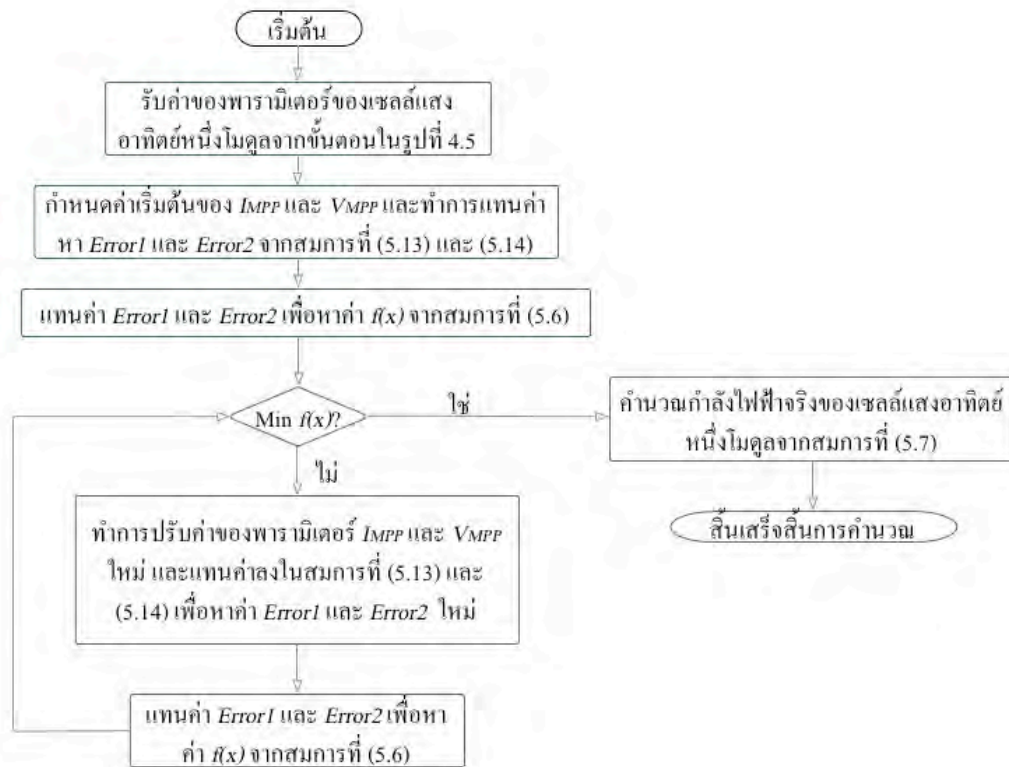 เริ่มต้น
รับค่าของพารามิเตอร์ของเซลล์แสง
อาทิตย์หนึ่งโมดูลจากขั้นตอนในรูปที่ 4.5
กำหนดค่าเริ่มต้นของ IMPP และ VMPP และทำการแทนค่า
หา Error1 และ Error2 จากสมการที่ (5.13) และ (5.14)
แทนค่า Error1 และ Error2 เพื่อหาค่า f(x) จากสมการที่ (5.6)
Min f(x)?
ใช่
คำนวณกำลังไฟฟ้าจริงของเซลล์แสงอาทิตย์
หนึ่งโมดูลจากสมการที่ (5.7)
สิ้นเสร็จสิ้นการคำนวณ
ไม่
ทำการปรับค่าของพารามิเตอร์ IMPP และ VMPP
ใหม่ และแทนค่าลงในสมการที่ (5.13) และ
(5.14) เพื่อหาค่า Error1 และ Error2 ใหม่
แทนค่า Error1 และ Error2 เพื่อหา
ค่า f(x) จากสมการที่ (5.6)